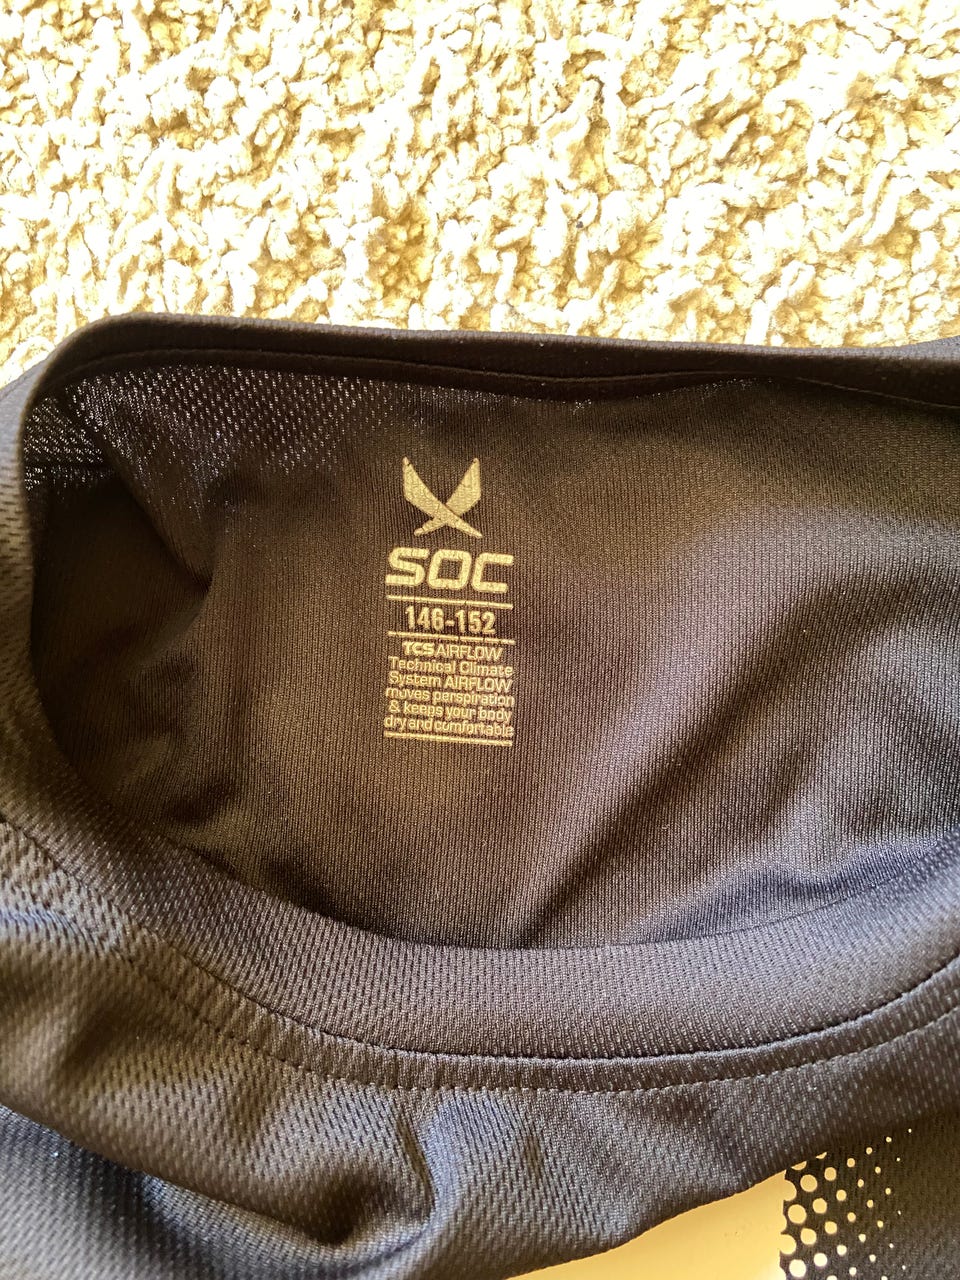 SOC
146-152
TCS AIRFLOW
Technical Climate
System AIRFLOW
moves perspiration
& keeps your body
dry and comfortable